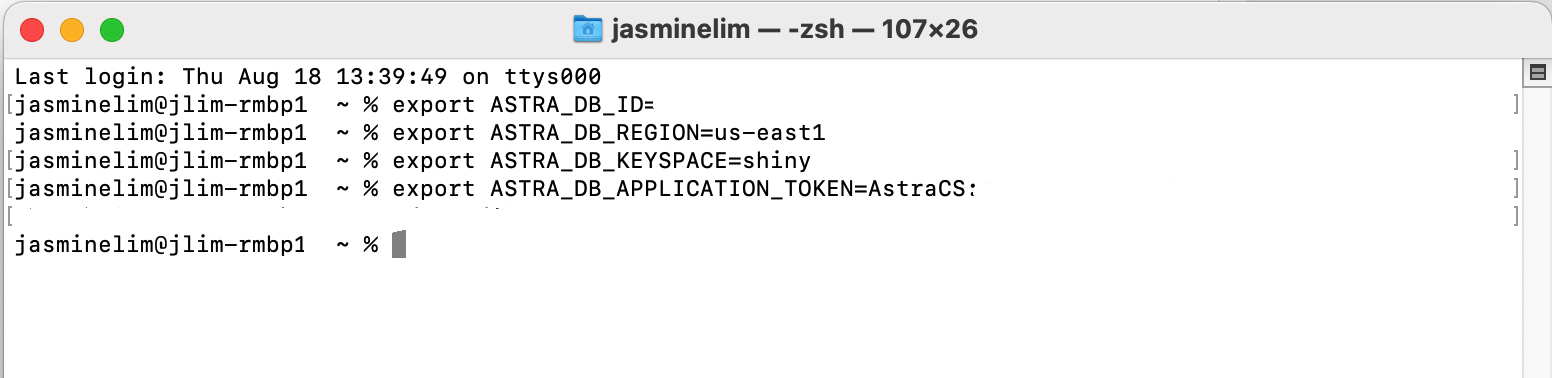 jasminelim — -zsh — 107×26
Last login: Thu Aug 18 13:39:49 on ttys000
[jasminelim@jlim-rmbp1  ~ % export ASTRA_DB_ID= ]
jasminelim@jlim-rmbp1  ~ % export ASTRA_DB_REGION=us-east1
[jasminelim@jlim-rmbp1  ~ % export ASTRA_DB_KEYSPACE=shiny ]
[jasminelim@jlim-rmbp1  ~ % export ASTRA_DB_APPLICATION_TOKEN=AstraCS: ]
[ ]
jasminelim@jlim-rmbp1  ~ %